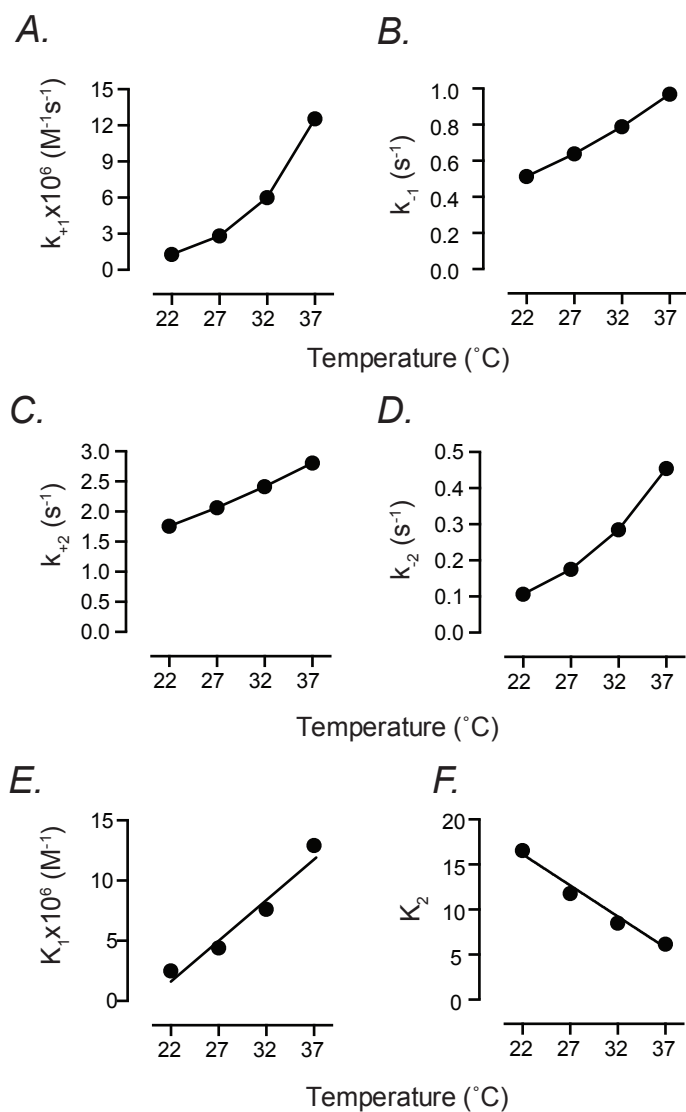 A.
B.
k+1x10⁶ (M⁻¹s⁻¹)
15
12
9
6
3
0
22 27 32 37
k-1 (s⁻¹)
1.0
0.8
0.6
0.4
0.2
0.0
22 27 32 37
Temperature (˚C)
C.
D.
k+2 (s⁻¹)
3.0
2.5
2.0
1.5
1.0
0.5
0.0
22 27 32 37
k-2 (s⁻¹)
0.5
0.4
0.3
0.2
0.1
0.0
22 27 32 37
Temperature (˚C)
E.
F.
K₁x10⁶ (M⁻¹)
15
10
5
0
22 27 32 37
K₂
20
15
10
5
0
22 27 32 37
Temperature (˚C)